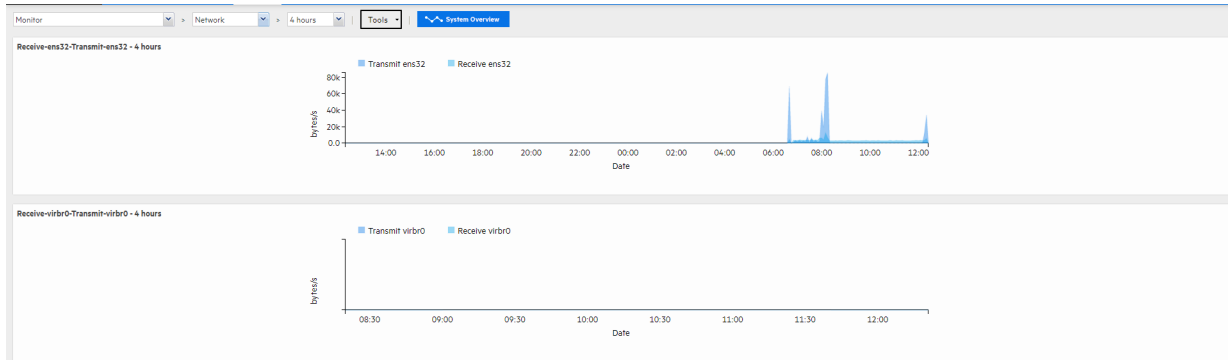 Monitor > Network > 4 hours | Tools | System Overview
Receive-ens32-Transmit-ens32 - 4 hours
Transmit ens32 Receive ens32
80k
60k
40k
20k
0.0
bytes/s
14:00 16:00 18:00 20:00 22:00 00:00 02:00 04:00 06:00 08:00 10:00 12:00
Date
Receive-virbr0-Transmit-virbr0 - 4 hours
Transmit virbr0 Receive virbr0
bytes/s
08:30 09:00 09:30 10:00 10:30 11:00 11:30 12:00
Date